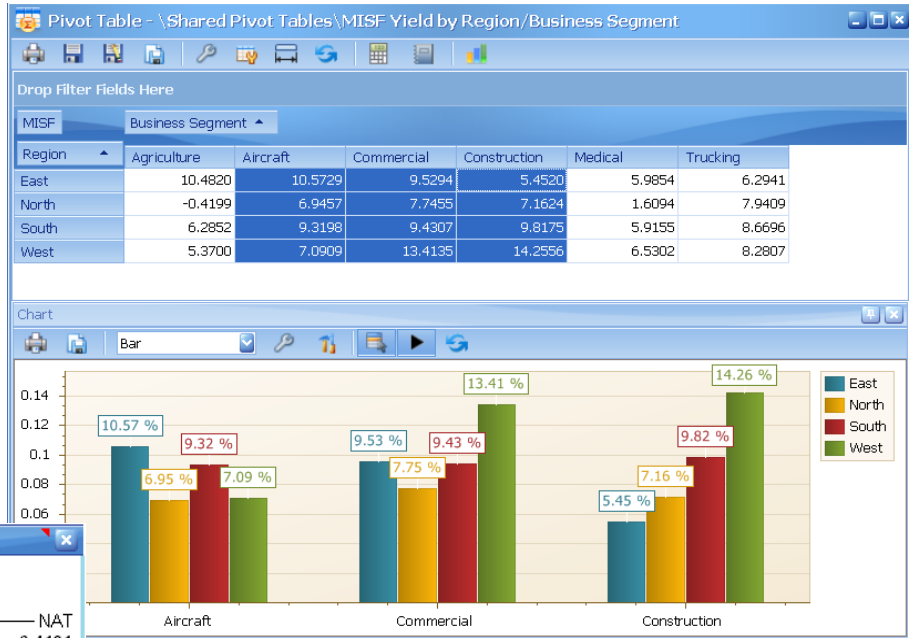 Pivot Table - \Shared Pivot Tables\MISF Yield by Region/Business Segment
Drop Filter Fields Here
MISF Business Segment
Region Agriculture Aircraft Commercial Construction Medical Trucking
East 10.4820 10.5729 9.5294 5.4520 5.9854 6.2941
North -0.4199 6.9457 7.7455 7.1624 1.6094 7.9409
South 6.2852 9.3198 9.4307 9.8175 5.9155 8.6696
West 5.3700 7.0909 13.4135 14.2556 6.5302 8.2807
Chart
Bar
0.14
0.12
0.1
0.08
0.06
10.57 %
6.95 %
9.32 %
7.09 %
9.53 %
7.75 %
9.43 %
13.41 %
5.45 %
7.16 %
9.82 %
14.26 %
East
North
South
West
Aircraft Commercial Construction
NAT